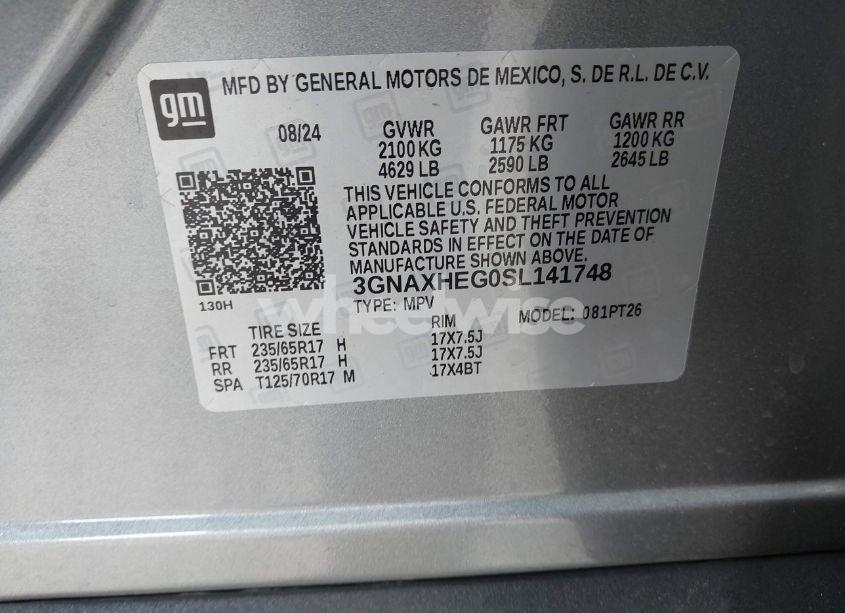 gm
MFD BY GENERAL MOTORS DE MEXICO, S. DE R.L. DE C.V.
08/24 GVWR GAWR FRT GAWR RR
2100 KG 1175 KG 1200 KG
4629 LB 2590 LB 2645 LB
THIS VEHICLE CONFORMS TO ALL
APPLICABLE U.S. FEDERAL MOTOR
VEHICLE SAFETY AND THEFT PREVENTION
STANDARDS IN EFFECT ON THE DATE OF
MANUFACTURE SHOWN ABOVE.
3GNAXHEG0SL141748
130H
TYPE: MPV MODEL: 081PT26
wheelwise
TIRE SIZE RIM
FRT 235/65R17 H 17X7.5J
RR 235/65R17 H 17X7.5J
SPA T125/70R17 M 17X4BT